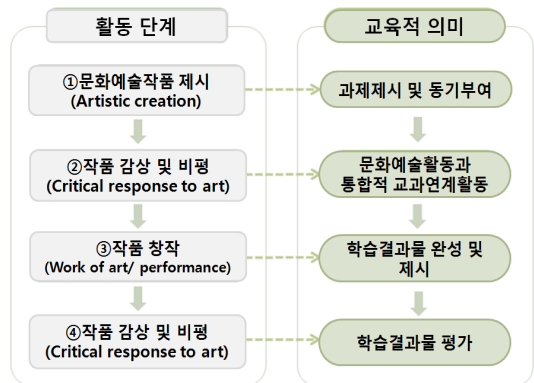 활동 단계
교육적 의미
①문화예술작품 제시
(Artistic creation)
과제제시 및 동기부여
②작품 감상 및 비평
(Critical response to art)
문화예술활동과
통합적 교과연계활동
③작품 창작
(Work of art/ performance)
학습결과물 완성 및
제시
④작품 감상 및 비평
(Critical response to art)
학습결과물 평가